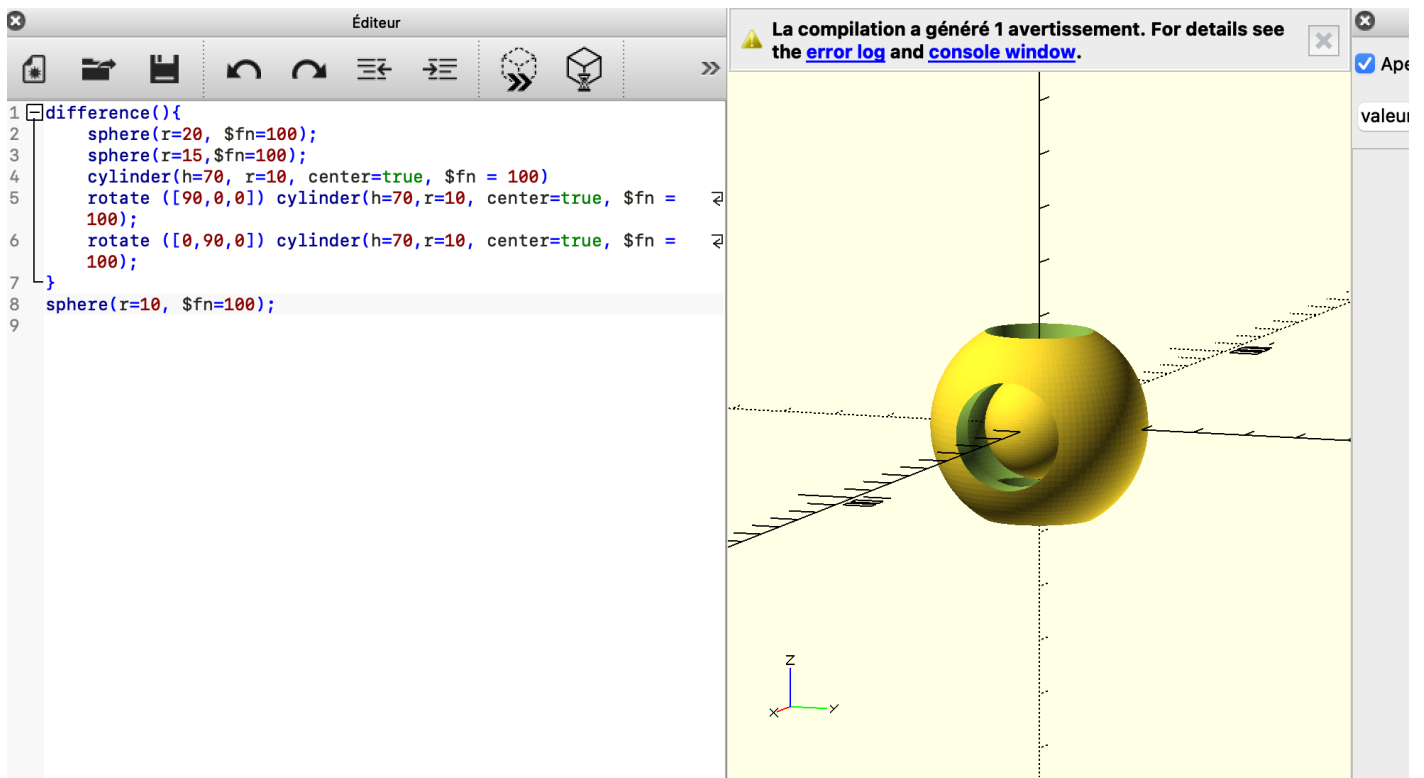 Éditeur
La compilation a généré 1 avertissement. For details see
the error log and console window.
Ape
valeur
1 difference(){
2 sphere(r=20, $fn=100);
3 sphere(r=15,$fn=100);
4 cylinder(h=70, r=10, center=true, $fn = 100)
5 rotate ([90,0,0]) cylinder(h=70,r=10, center=true, $fn =
100);
6 rotate ([0,90,0]) cylinder(h=70,r=10, center=true, $fn =
100);
7 }
8 sphere(r=10, $fn=100);
9
Z
X
Y